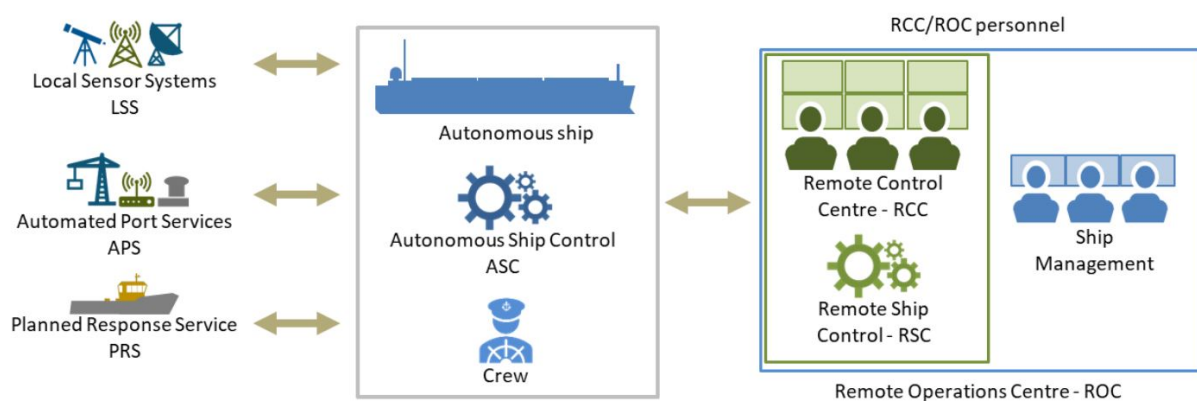 Local Sensor Systems
LSS
Automated Port Services
APS
Planned Response Service
PRS
Autonomous ship
Autonomous Ship Control
ASC
Crew
RCC/ROC personnel
Remote Control
Centre - RCC
Remote Ship
Control - RSC
Ship
Management
Remote Operations Centre - ROC